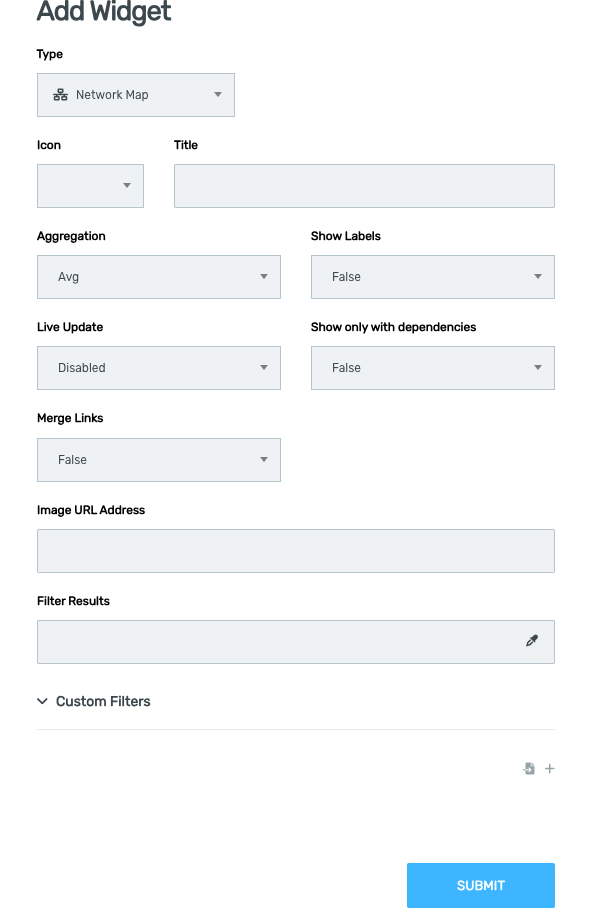 Add Widget
Type
Network Map
Icon
Title
Aggregation
Show Labels
Avg
False
Live Update
Show only with dependencies
Disabled
False
Merge Links
False
Image URL Address
Filter Results
Custom Filters
SUBMIT